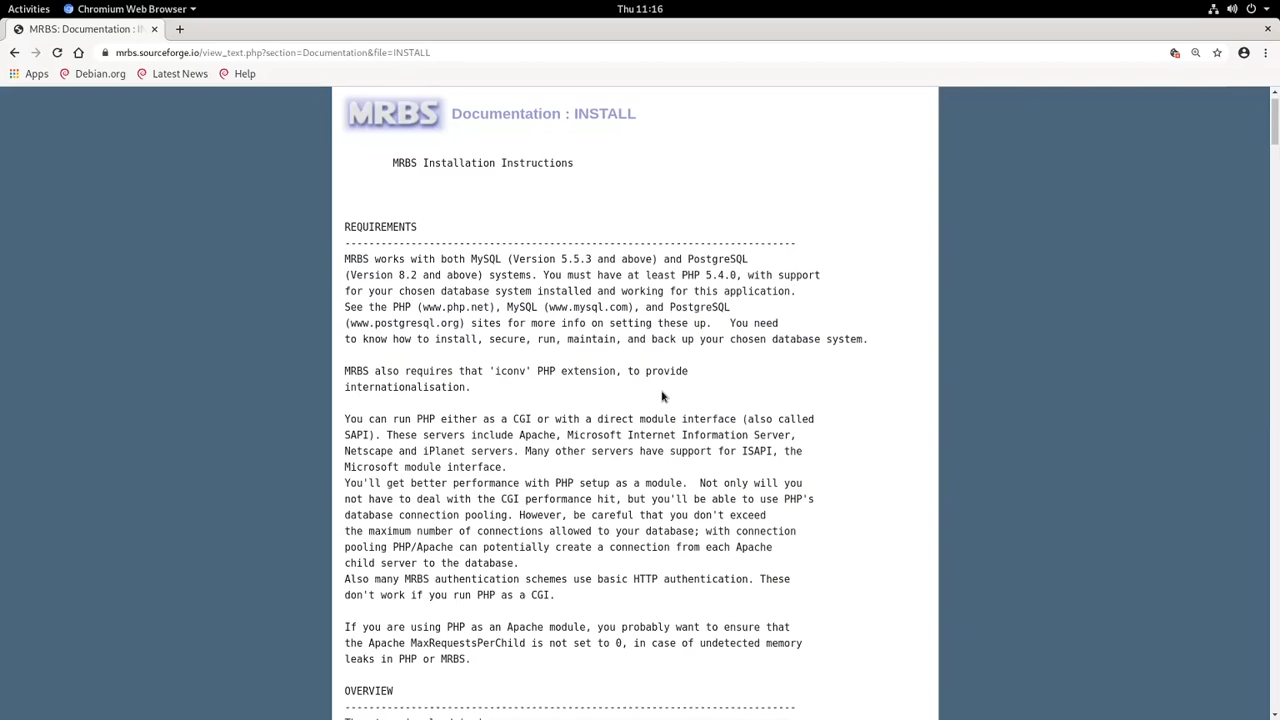 Activities
Chromium Web Browser
Thu 11:16
MRBS: Documentation : IN
mrbs.sourceforge.io/view_text.php?section=Documentation&file=INSTALL
Apps
Debian.org
Latest News
Help
MRBS
Documentation : INSTALL
MRBS Installation Instructions
REQUIREMENTS
---------------------------------------------------------------------------
MRBS works with both MySQL (Version 5.5.3 and above) and PostgreSQL
(Version 8.2 and above) systems. You must have at least PHP 5.4.0, with support
for your chosen database system installed and working for this application.
See the PHP (www.php.net), MySQL (www.mysql.com), and PostgreSQL
(www.postgresql.org) sites for more info on setting these up.   You need
to know how to install, secure, run, maintain, and back up your chosen database system.
MRBS also requires that 'iconv' PHP extension, to provide
internationalisation.
You can run PHP either as a CGI or with a direct module interface (also called
SAPI). These servers include Apache, Microsoft Internet Information Server,
Netscape and iPlanet servers. Many other servers have support for ISAPI, the
Microsoft module interface.
You'll get better performance with PHP setup as a module.  Not only will you
not have to deal with the CGI performance hit, but you'll be able to use PHP's
database connection pooling. However, be careful that you don't exceed
the maximum number of connections allowed to your database; with connection
pooling PHP/Apache can potentially create a connection from each Apache
child server to the database.
Also many MRBS authentication schemes use basic HTTP authentication. These
don't work if you run PHP as a CGI.
If you are using PHP as an Apache module, you probably want to ensure that
the Apache MaxRequestsPerChild is not set to 0, in case of undetected memory
leaks in PHP or MRBS.
OVERVIEW
---------------------------------------------------------------------------